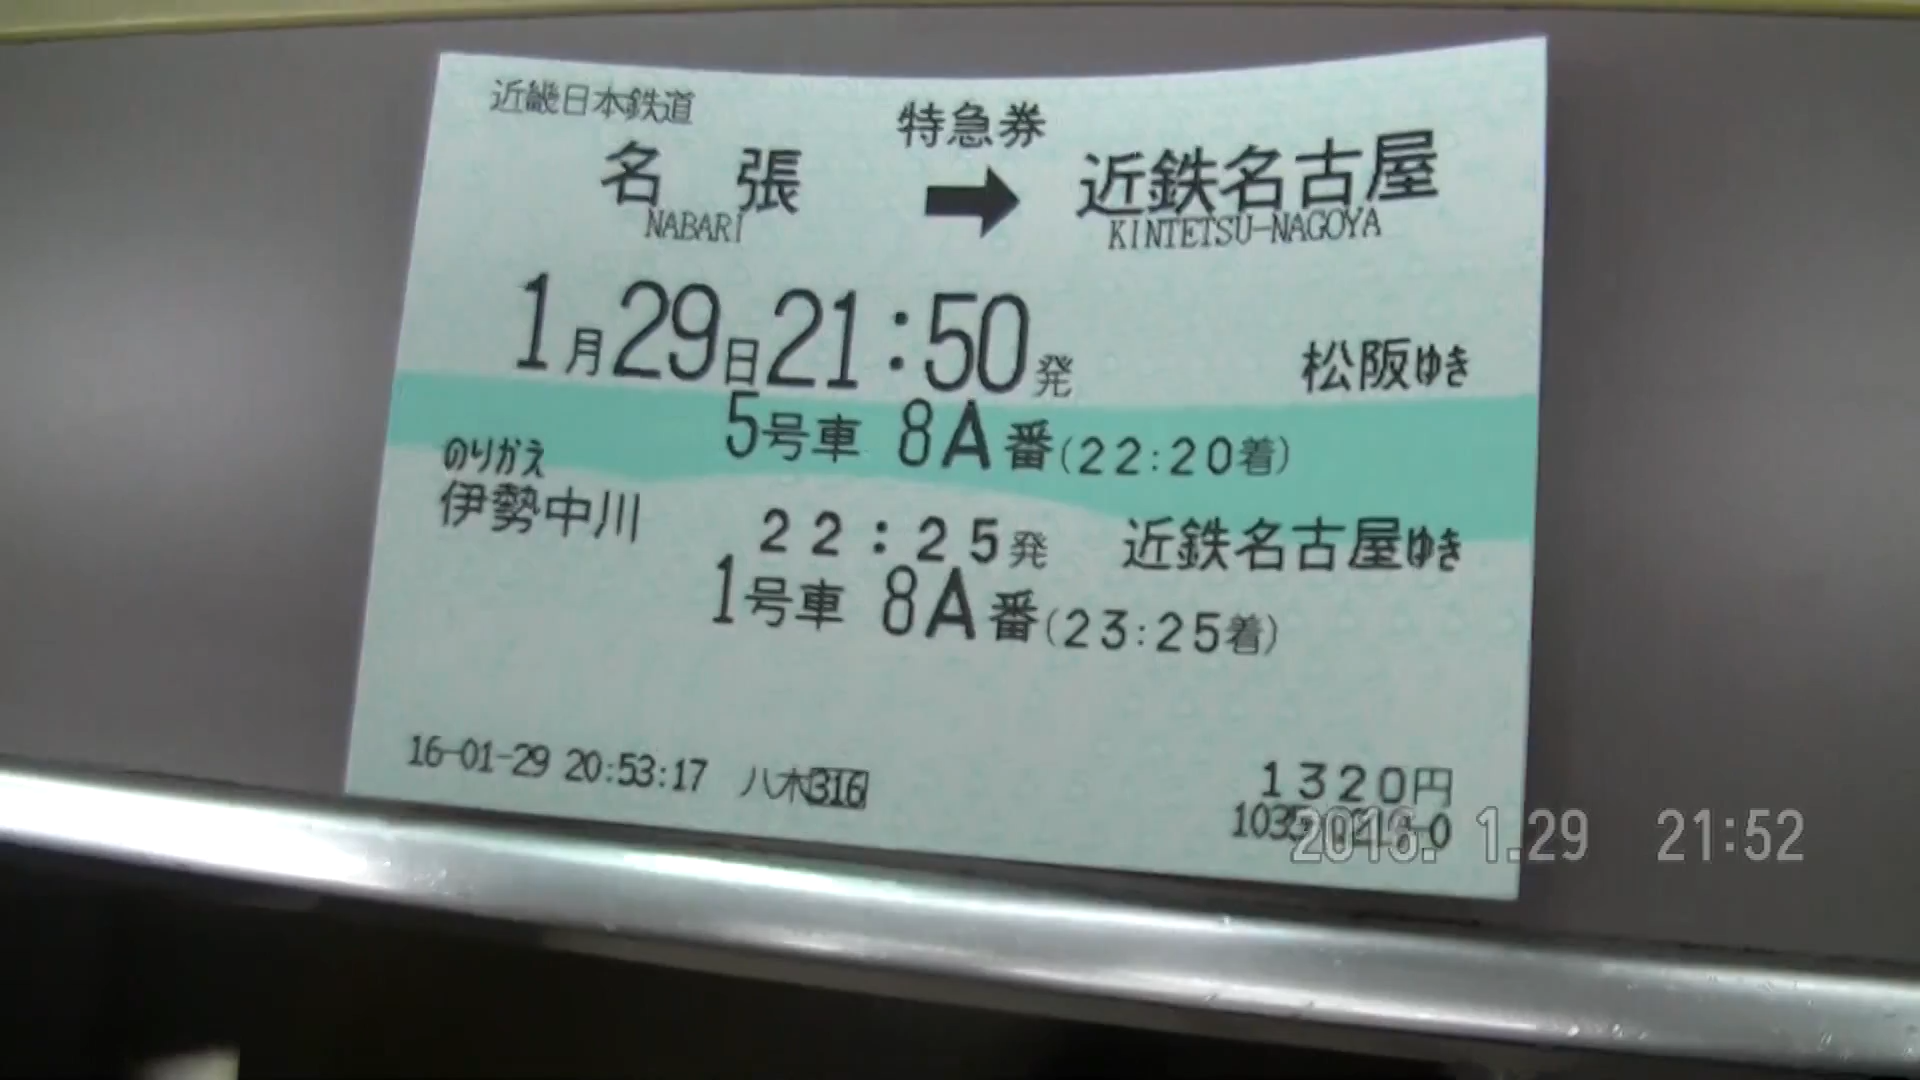 近畿日本鉄道
特急券
名張 → 近鉄名古屋
NABARI KINTETSU-NAGOYA
1月29日21:50発 松阪ゆき
5号車 8A番(22:20着)
のりかえ
伊勢中川 22:25発 近鉄名古屋ゆき
1号車 8A番(23:25着)
16-01-29 20:53:17 八木316
1320円
2016. 1.29 21:52